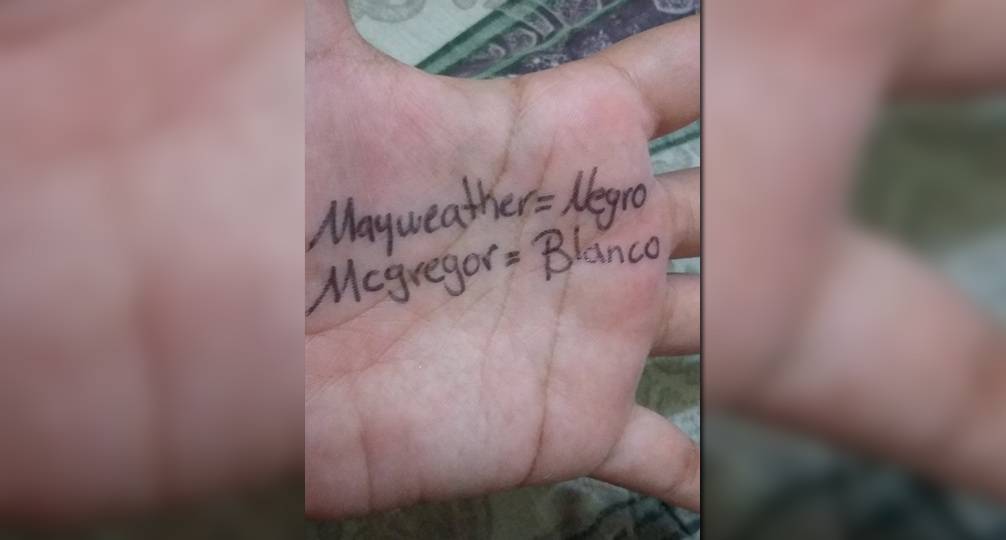 Mayweather= Negro
Mcgregor= Blanco